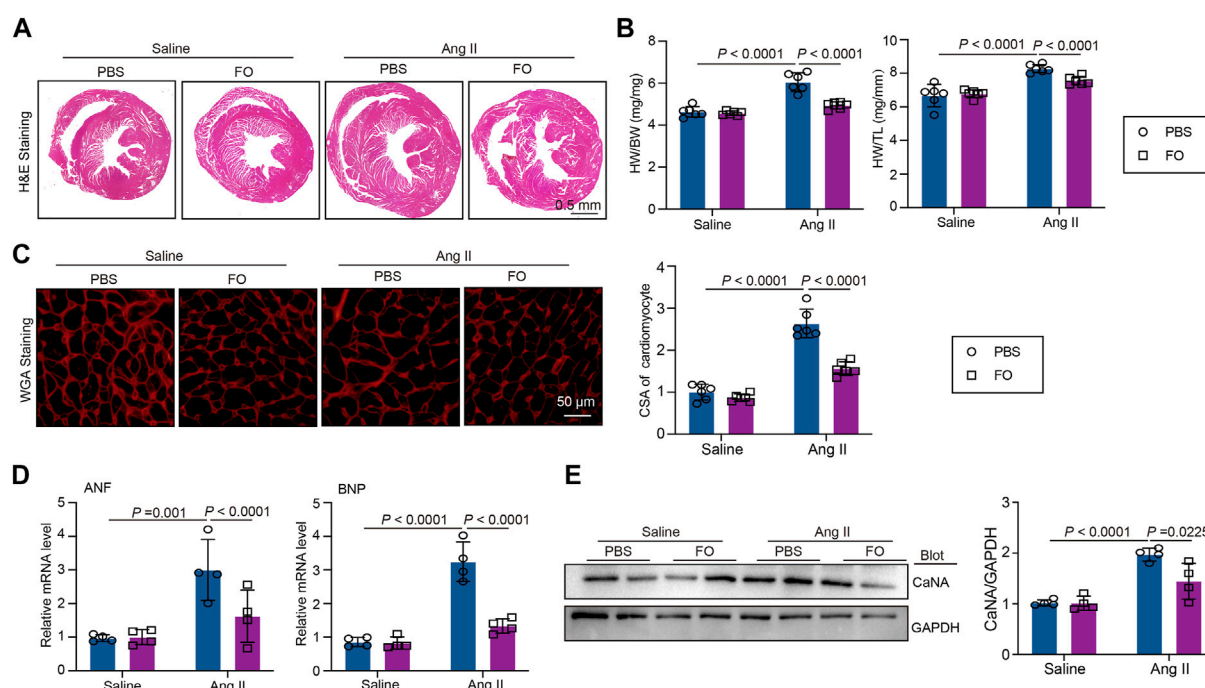 A
Saline
Ang II
PBS
FO
PBS
FO
H&E Staining
0.5 mm
B
HW/BW (mg/mg)
8
6
4
2
0
P < 0.0001
P < 0.0001
Saline
Ang II
HW/TL (mg/mm)
10
8
6
4
2
0
P < 0.0001
P < 0.0001
Saline
Ang II
PBS
FO
C
Saline
Ang II
PBS
FO
PBS
FO
WGA Staining
50 μm
CSA of cardiomyocyte
4
3
2
1
0
P < 0.0001
P < 0.0001
Saline
Ang II
PBS
FO
D
ANF
Relative mRNA level
5
4
3
2
1
0
P =0.001
P < 0.0001
Saline
Ang II
BNP
Relative mRNA level
5
4
3
2
1
0
P < 0.0001
P < 0.0001
Saline
Ang II
E
Saline
Ang II
PBS
FO
PBS
FO
Blot
CaNA
GAPDH
CaNA/GAPDH
3
2
1
0
P < 0.0001
P =0.0225
Saline
Ang II